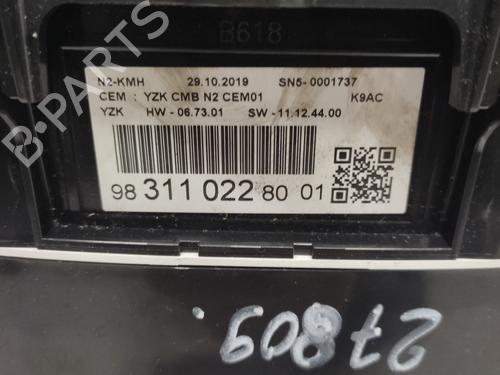 B618
N2-KMH 29.10.2019 SN5-0001737
CEM : YZK CMB N2 CEM01 K9AC
YZK HW - 06.73.01 SW - 11.12.44.00
98 311 022 80 01
27809
B-PARTS